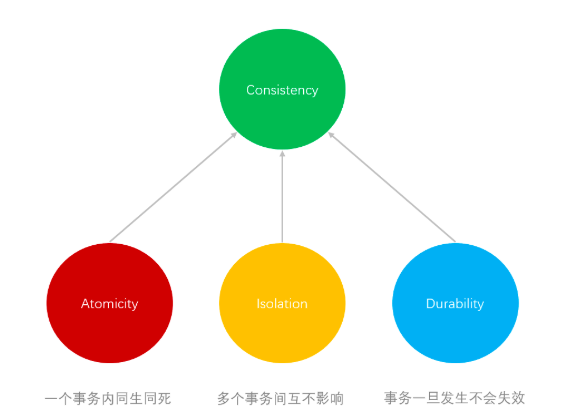 Consistency
Atomicity
Isolation
Durability
一个事务内同生同死
多个事务间互不影响
事务一旦发生不会失效